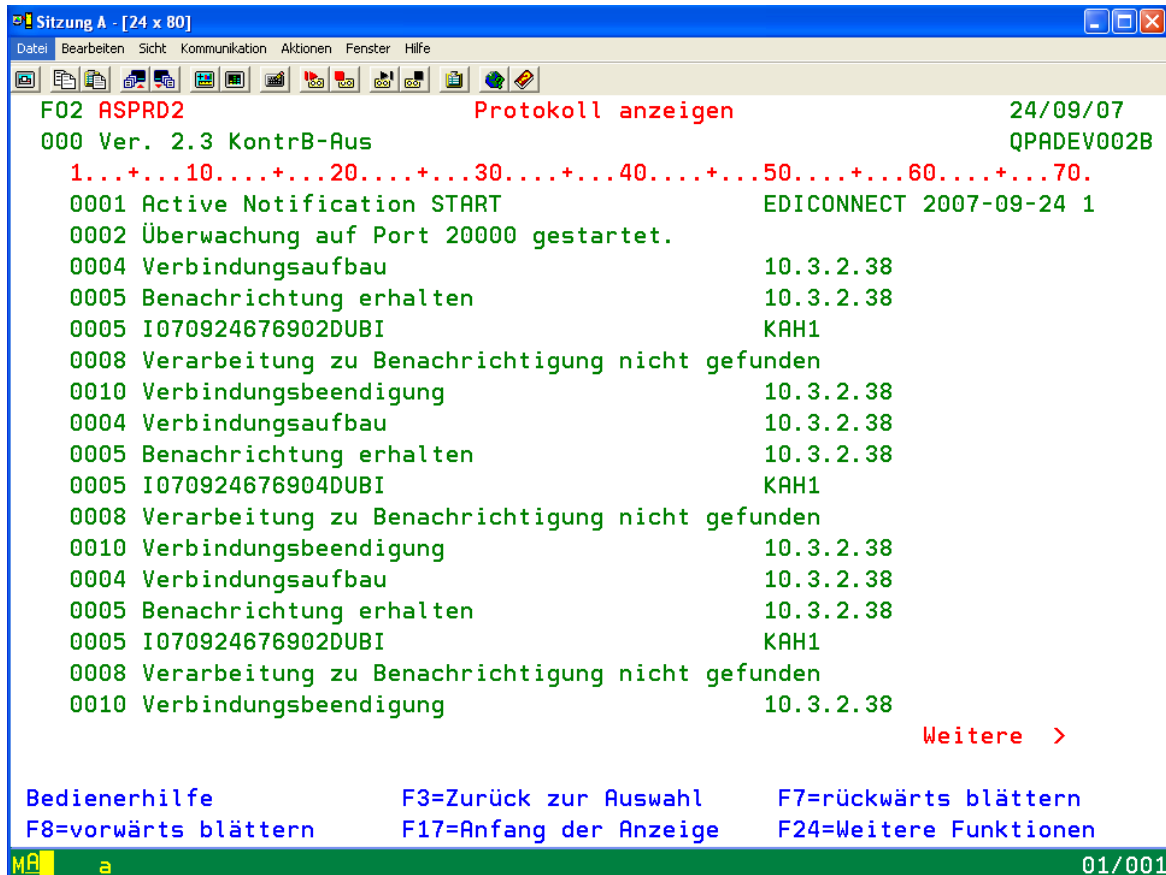 Sitzung A - [24 x 80]
Datei Bearbeiten Sicht Kommunikation Aktionen Fenster Hilfe
F02 ASPRD2 Protokoll anzeigen 24/09/07
000 Ver. 2.3 KontrB-Aus QPADEV002B
1...+...10....+...20....+...30....+...40....+...50....+...60....+...70.
0001 Active Notification START EDICONNECT 2007-09-24 1
0002 Überwachung auf Port 20000 gestartet.
0004 Verbindungsaufbau 10.3.2.38
0005 Benachrichtung erhalten 10.3.2.38
0005 I070924676902DUBI KAH1
0008 Verarbeitung zu Benachrichtigung nicht gefunden
0010 Verbindungsbeendigung 10.3.2.38
0004 Verbindungsaufbau 10.3.2.38
0005 Benachrichtung erhalten 10.3.2.38
0005 I070924676904DUBI KAH1
0008 Verarbeitung zu Benachrichtigung nicht gefunden
0010 Verbindungsbeendigung 10.3.2.38
0004 Verbindungsaufbau 10.3.2.38
0005 Benachrichtung erhalten 10.3.2.38
0005 I070924676902DUBI KAH1
0008 Verarbeitung zu Benachrichtigung nicht gefunden
0010 Verbindungsbeendigung 10.3.2.38
Weitere >
Bedienerhilfe F3=Zurück zur Auswahl F7=rückwärts blättern
F8=vorwärts blättern F17=Anfang der Anzeige F24=Weitere Funktionen
MA a 01/001